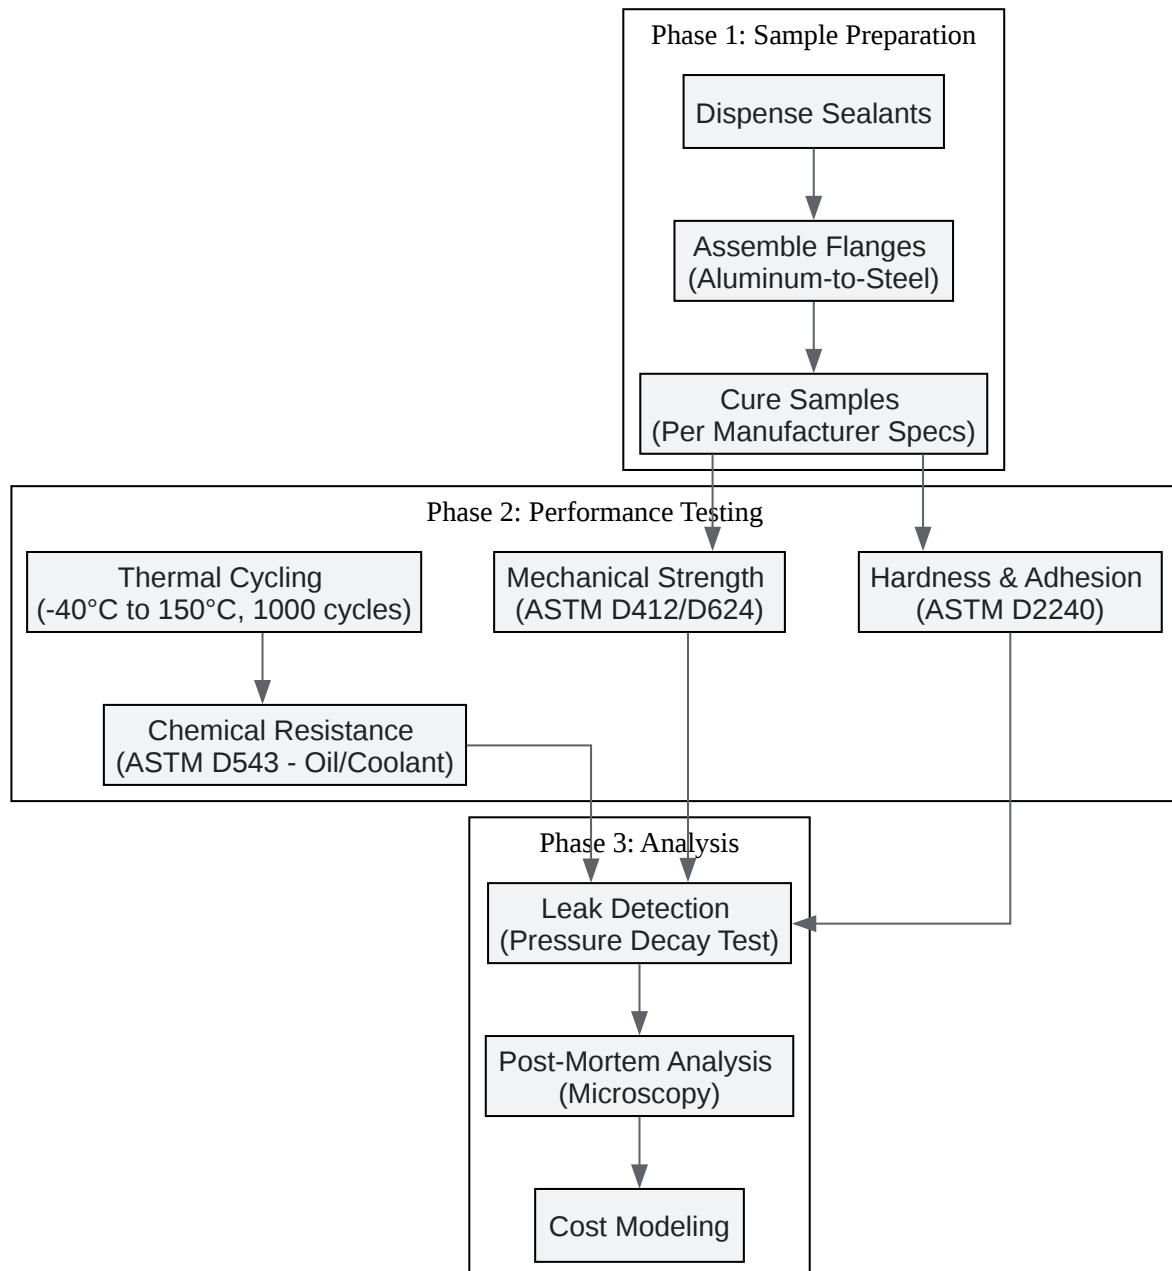 Phase 1: Sample Preparation
Dispense Sealants
Assemble Flanges
(Aluminum-to-Steel)
Cure Samples
(Per Manufacturer Specs)
Phase 2: Performance Testing
Thermal Cycling
(-40°C to 150°C, 1000 cycles)
Mechanical Strength
(ASTM D412/D624)
Hardness & Adhesion
(ASTM D2240)
Chemical Resistance
(ASTM D543 - Oil/Coolant)
Phase 3: Analysis
Leak Detection
(Pressure Decay Test)
Post-Mortem Analysis
(Microscopy)
Cost Modeling